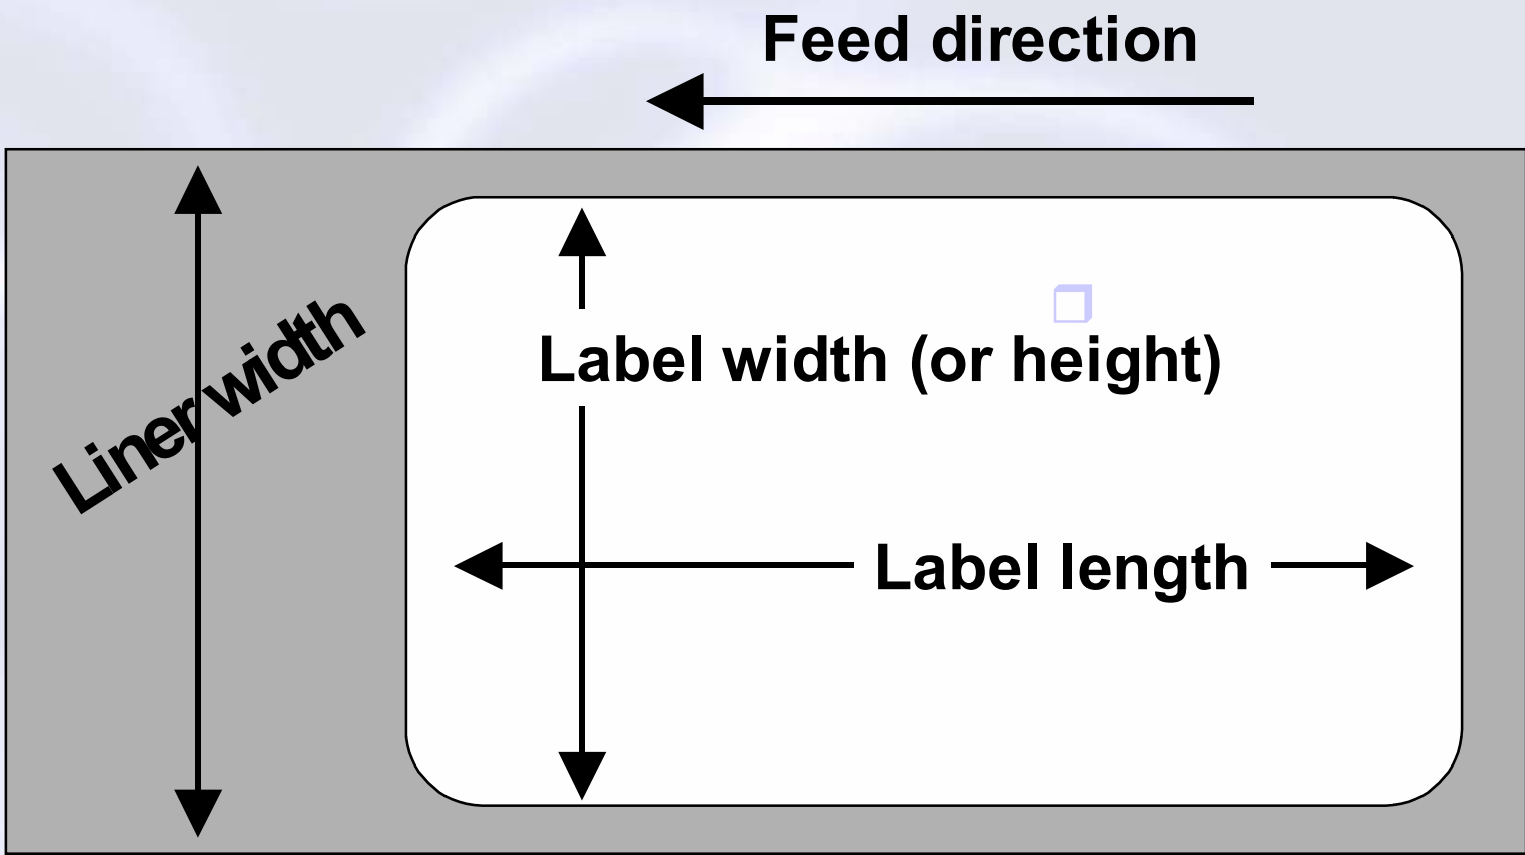 Feed direction
Liner width
Label width (or height)
Label length